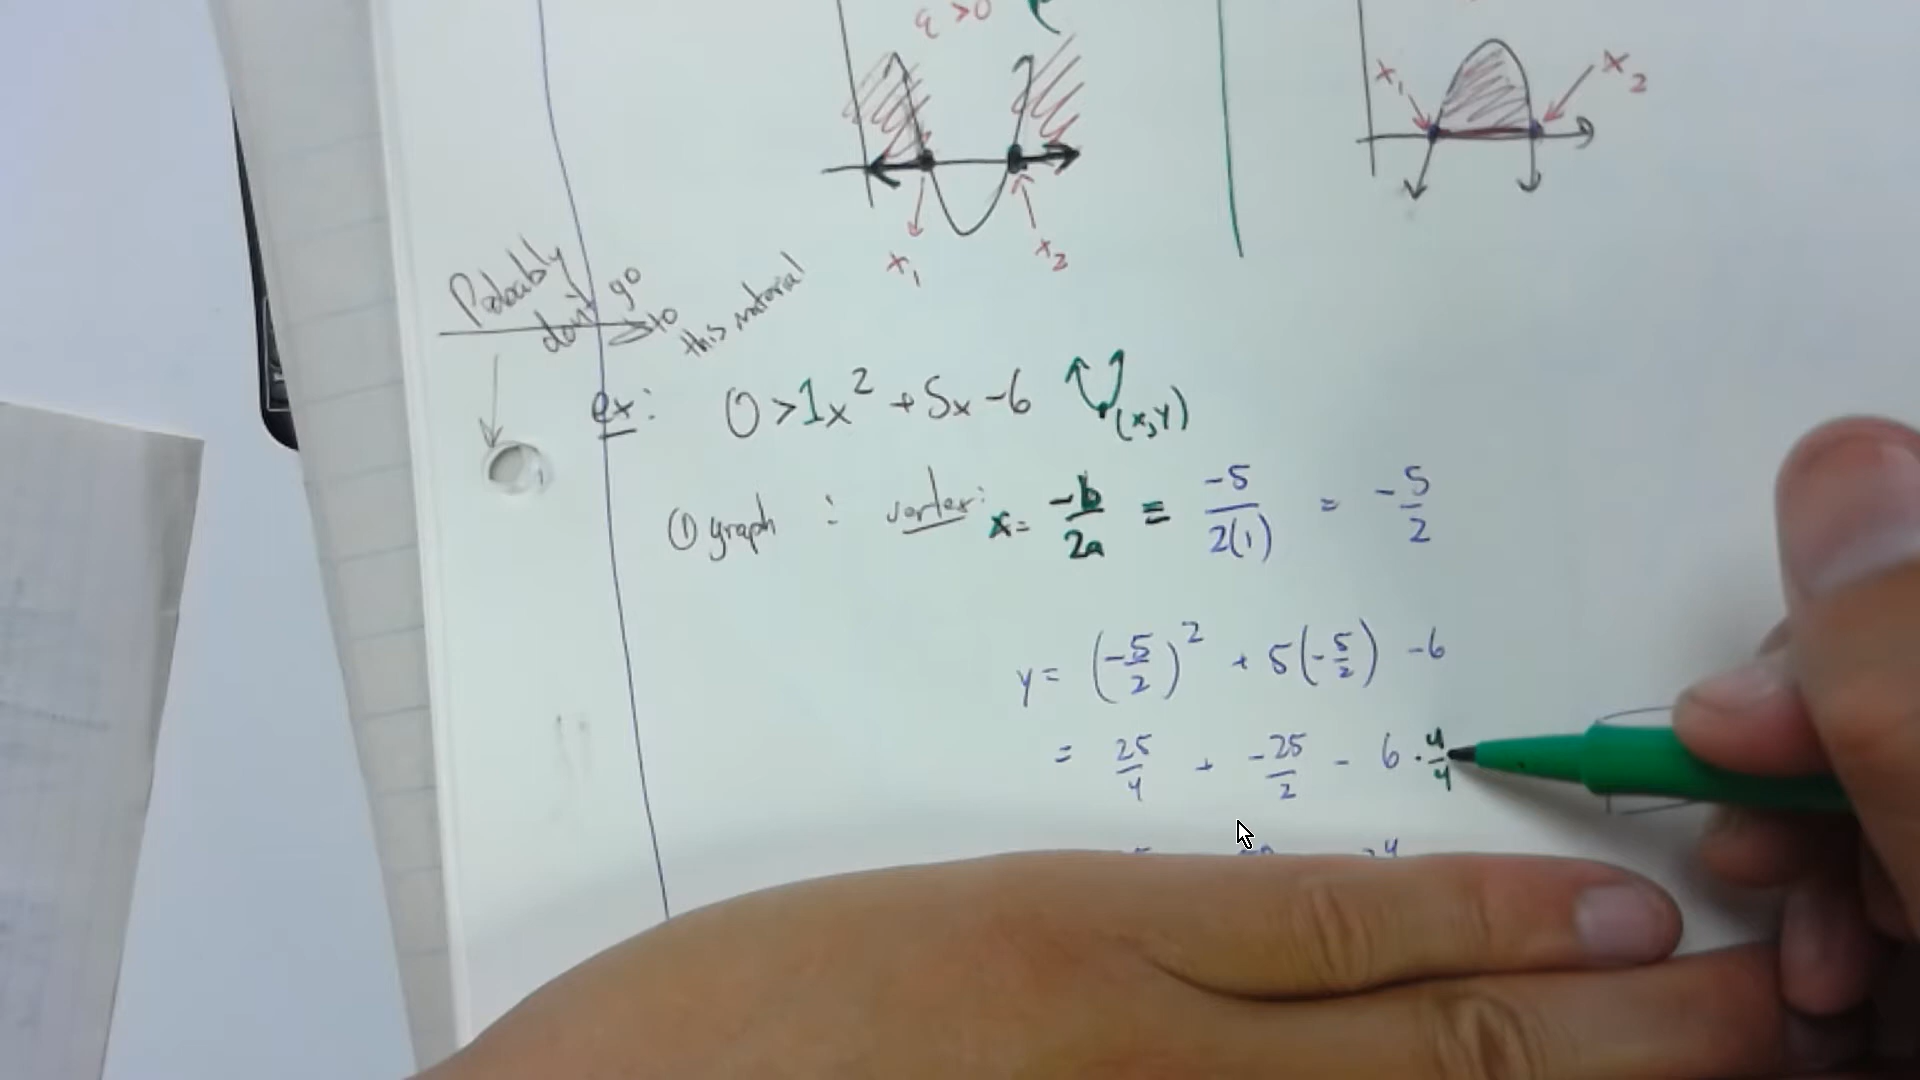 a > 0
x₁
x₂
x₁
x₂
Probably
don't go
to
this material
ex: 0 > 1x² + 5x - 6 (x, y)
① graph : vertex: x = -b/2a = -5/2(1) = -5/2
y = (-5/2)² + 5(-5/2) - 6
= 25/4 + -25/2 - 6 · 4/4